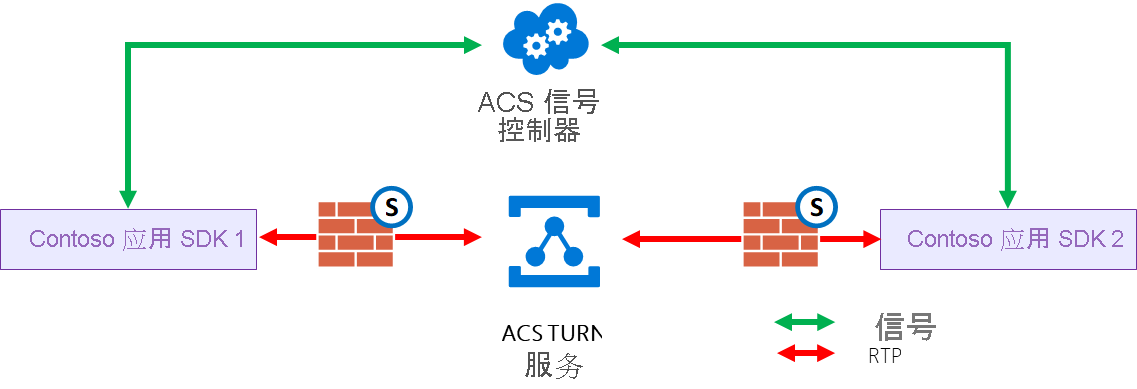 ACS 信号
控制器
S
S
Contoso 应用 SDK 1
Contoso 应用 SDK 2
ACS TURN
服务
信号
RTP